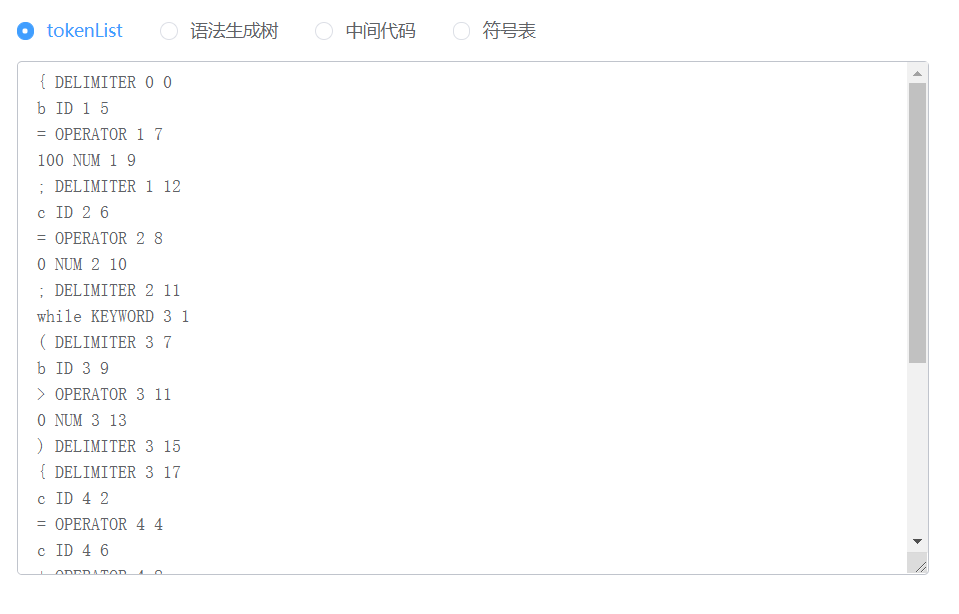 tokenList 语法生成树 中间代码 符号表
{ DELIMITER 0 0
b ID 1 5
= OPERATOR 1 7
100 NUM 1 9
; DELIMITER 1 12
c ID 2 6
= OPERATOR 2 8
0 NUM 2 10
; DELIMITER 2 11
while KEYWORD 3 1
( DELIMITER 3 7
b ID 3 9
> OPERATOR 3 11
0 NUM 3 13
) DELIMITER 3 15
{ DELIMITER 3 17
c ID 4 2
= OPERATOR 4 4
c ID 4 6
OPERATOR 4